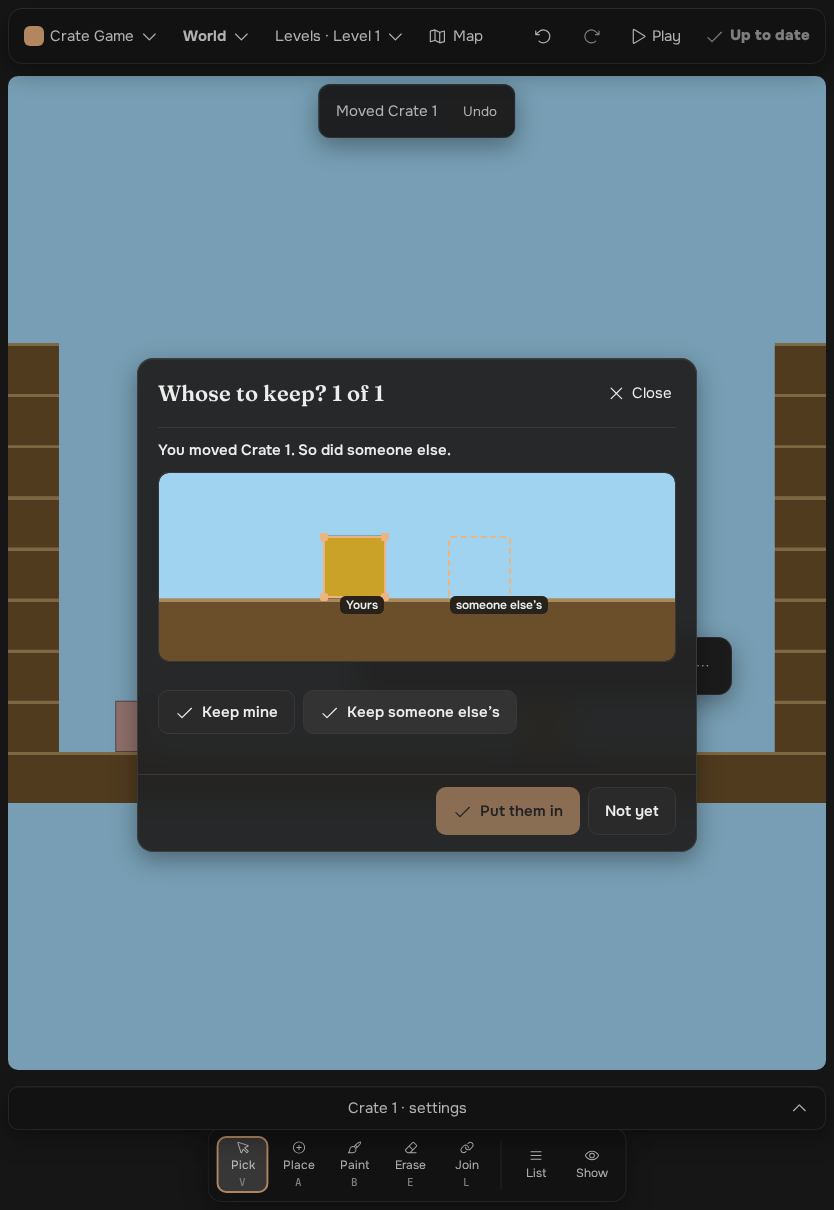 Crate Game
World
Levels · Level 1
Map
Play
Up to date
Moved Crate 1
Undo
Whose to keep? 1 of 1
Close
You moved Crate 1. So did someone else.
Yours
someone else’s
Keep mine
Keep someone else’s
Put them in
Not yet
Crate 1 · settings
Pick
Place
Paint
Erase
Join
List
Show
V
A
B
E
L